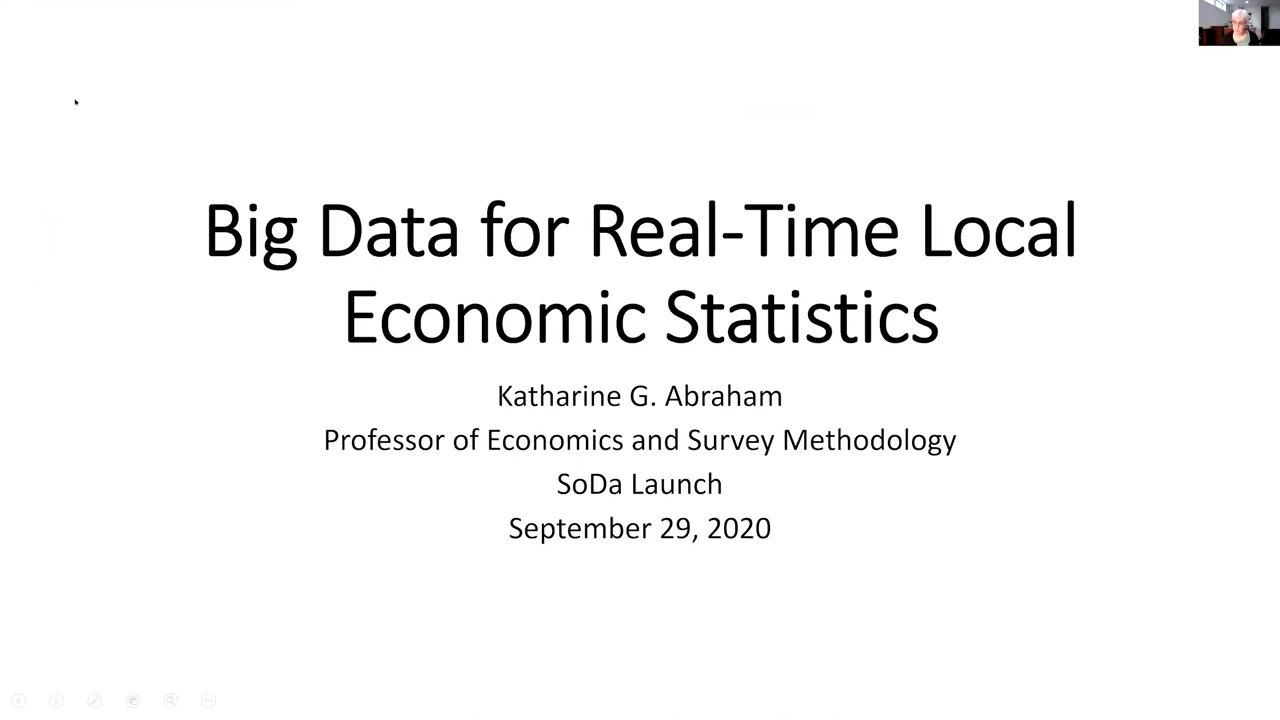 Big Data for Real-Time Local
Economic Statistics
Katharine G. Abraham
Professor of Economics and Survey Methodology
SoDa Launch
September 29, 2020